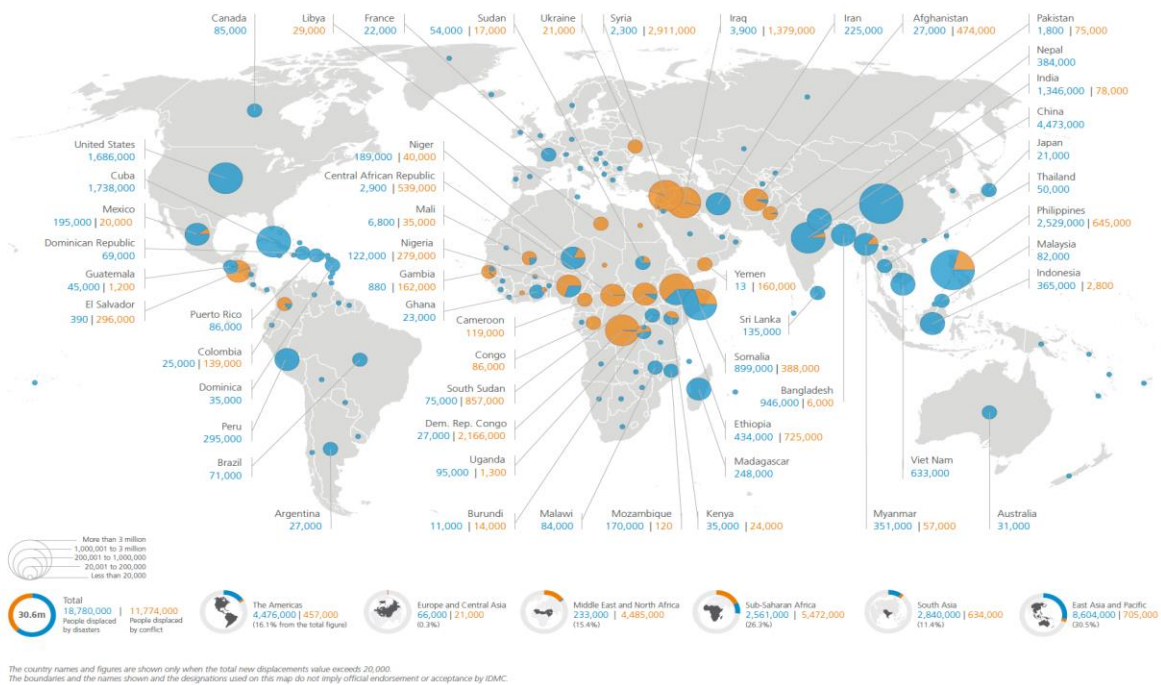 Canada
85,000
Libya
29,000
France
22,000
Sudan
54,000 | 17,000
Ukraine
21,000
Syria
2,300 | 2,911,000
Iraq
3,900 | 1,379,000
Iran
225,000
Afghanistan
27,000 | 474,000
Pakistan
1,800 | 75,000
Nepal
384,000
India
1,346,000 | 78,000
China
4,473,000
Japan
21,000
Thailand
50,000
Philippines
2,529,000 | 645,000
Malaysia
82,000
Indonesia
365,000 | 2,800
United States
1,686,000
Cuba
1,738,000
Mexico
195,000 | 20,000
Dominican Republic
69,000
Guatemala
45,000 | 1,200
El Salvador
390 | 296,000
Puerto Rico
86,000
Colombia
25,000 | 139,000
Dominica
35,000
Peru
295,000
Brazil
71,000
Argentina
27,000
Niger
189,000 | 40,000
Central African Republic
2,900 | 539,000
Mali
6,800 | 35,000
Nigeria
122,000 | 279,000
Gambia
880 | 162,000
Ghana
23,000
Cameroon
119,000
Congo
86,000
South Sudan
75,000 | 857,000
Dem. Rep. Congo
27,000 | 2,166,000
Uganda
95,000 | 1,300
Burundi
11,000 | 14,000
Malawi
84,000
Mozambique
170,000 | 120
Kenya
35,000 | 24,000
Yemen
13 | 160,000
Sri Lanka
135,000
Somalia
899,000 | 388,000
Bangladesh
946,000 | 6,000
Ethiopia
434,000 | 725,000
Madagascar
248,000
Viet Nam
633,000
Myanmar
351,000 | 57,000
Australia
31,000
More than 3 million
1,000,001 to 3 million
200,001 to 1,000,000
20,001 to 200,000
Less than 20,000
30.6m
Total
18,780,000 | 11,774,000
People displaced by disasters
People displaced by conflict
The Americas
4,476,000 | 457,000
(16.1% from the total figure)
Europe and Central Asia
66,000 | 21,000
(0.3%)
Middle East and North Africa
233,000 | 4,485,000
(15.4%)
Sub-Saharan Africa
2,561,000 | 5,472,000
(26.3%)
South Asia
2,840,000 | 634,000
(11.4%)
East Asia and Pacific
8,604,000 | 705,000
(30.5%)
The country names and figures are shown only when the total new displacements value exceeds 20,000.
The boundaries and the names shown and the designations used on this map do not imply official endorsement or acceptance by IDMC.